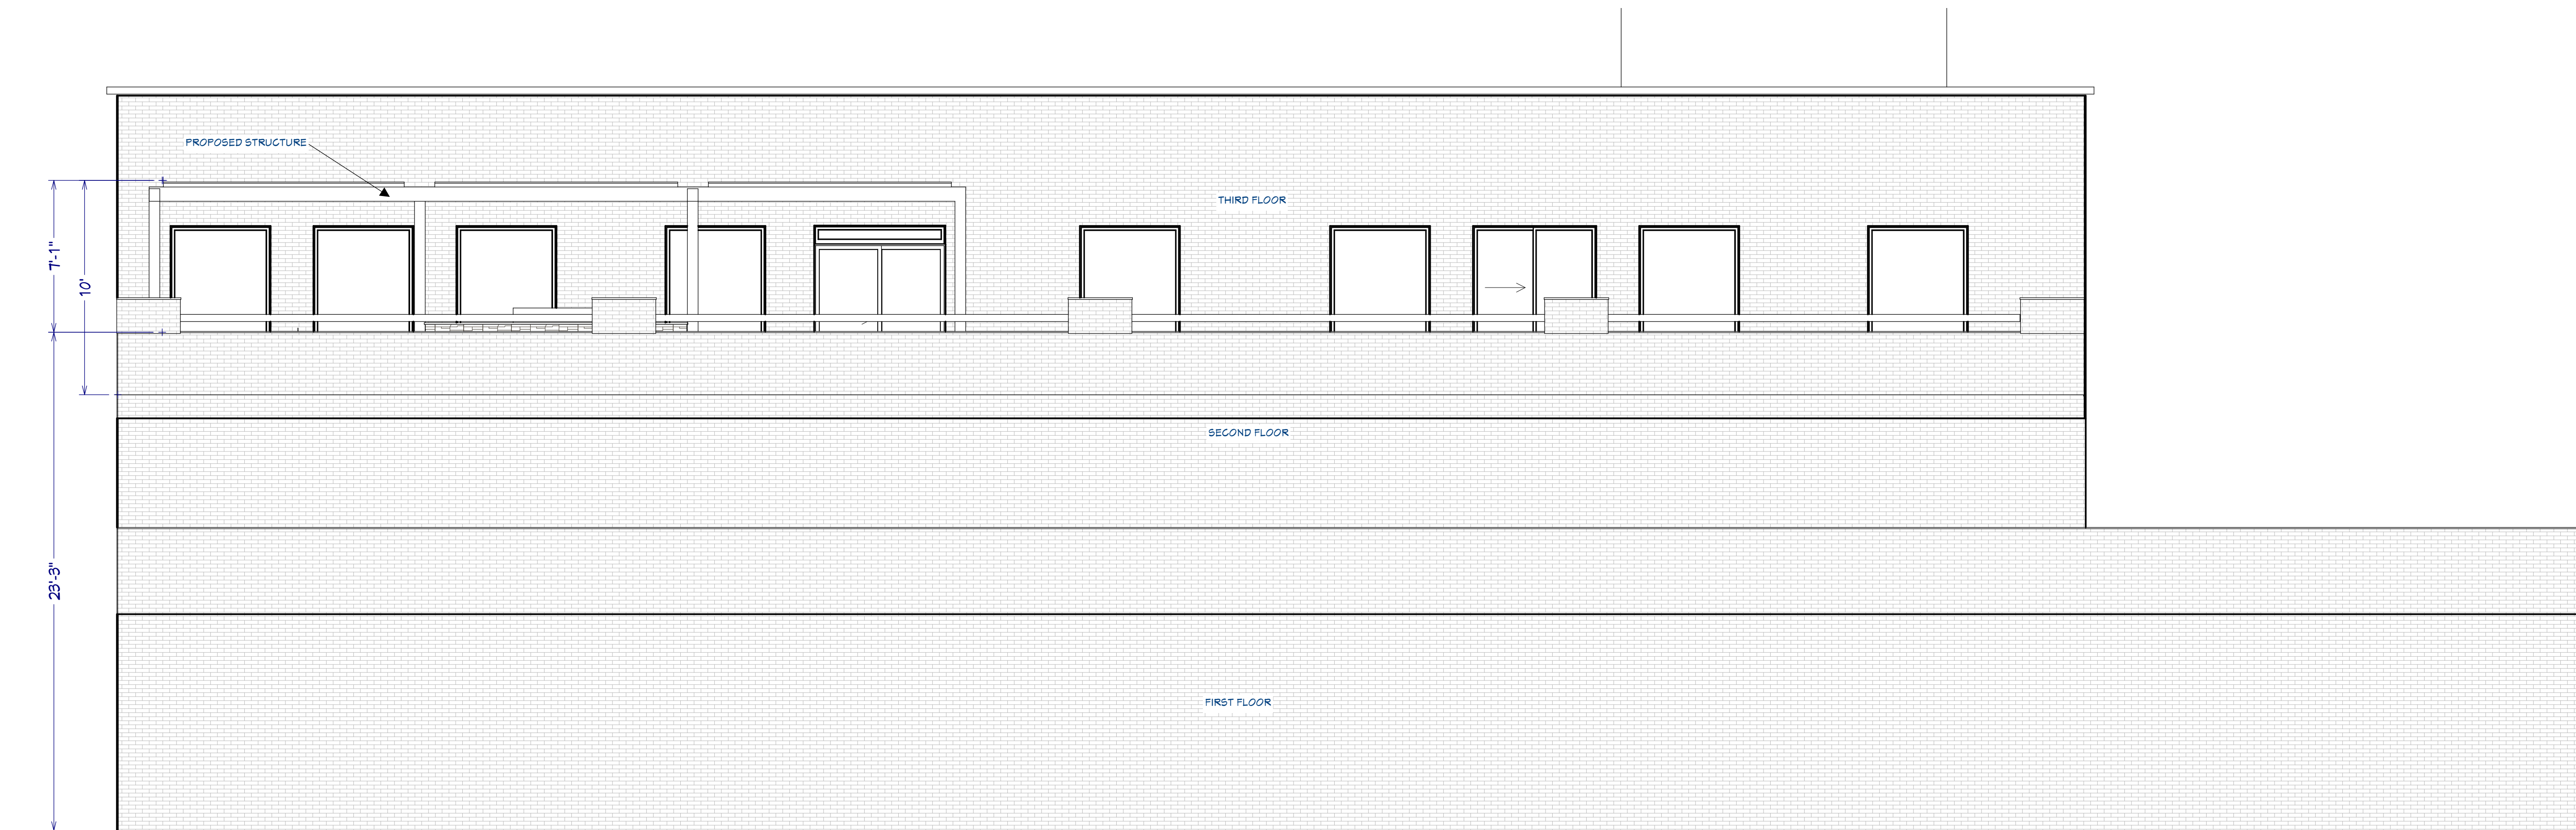 PROPOSED STRUCTURE
THIRD FLOOR
7'-1"
10'
SECOND FLOOR
23'-3"
FIRST FLOOR